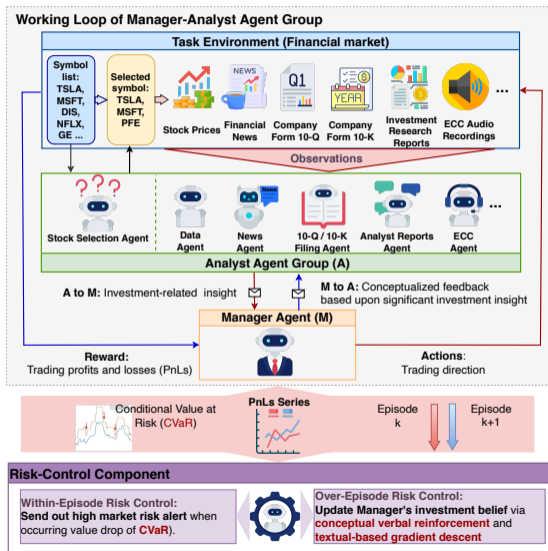 Working Loop of Manager-Analyst Agent Group
Task Environment (Financial market)
Symbol
list:
TSLA,
MSFT,
DIS,
NFLX,
GE ...
Selected
symbol:
TSLA,
MSFT,
PFE
Stock Prices
NEWS
Financial
News
Q1
Company
Form 10-Q
YEAR
Company
Form 10-K
Investment
Research
Reports
ECC Audio
Recordings
...
Observations
? ? ?
Stock Selection Agent
Data
Agent
News
News
Agent
10-Q / 10-K
Filing Agent
Analyst Reports
Agent
ECC
Agent
...
Analyst Agent Group (A)
A to M: Investment-related insight
M to A: Conceptualized feedback
based upon significant investment insight
Manager Agent (M)
Reward:
Trading profits and losses (PnLs)
Actions:
Trading direction
Conditional Value at
Risk (CVaR)
PnLs Series
Episode
k
Episode
k+1
Risk-Control Component
Within-Episode Risk Control:
Send out high market risk alert when
occurring value drop of CVaR).
Over-Episode Risk Control:
Update Manager's investment belief via
conceptual verbal reinforcement and
textual-based gradient descent